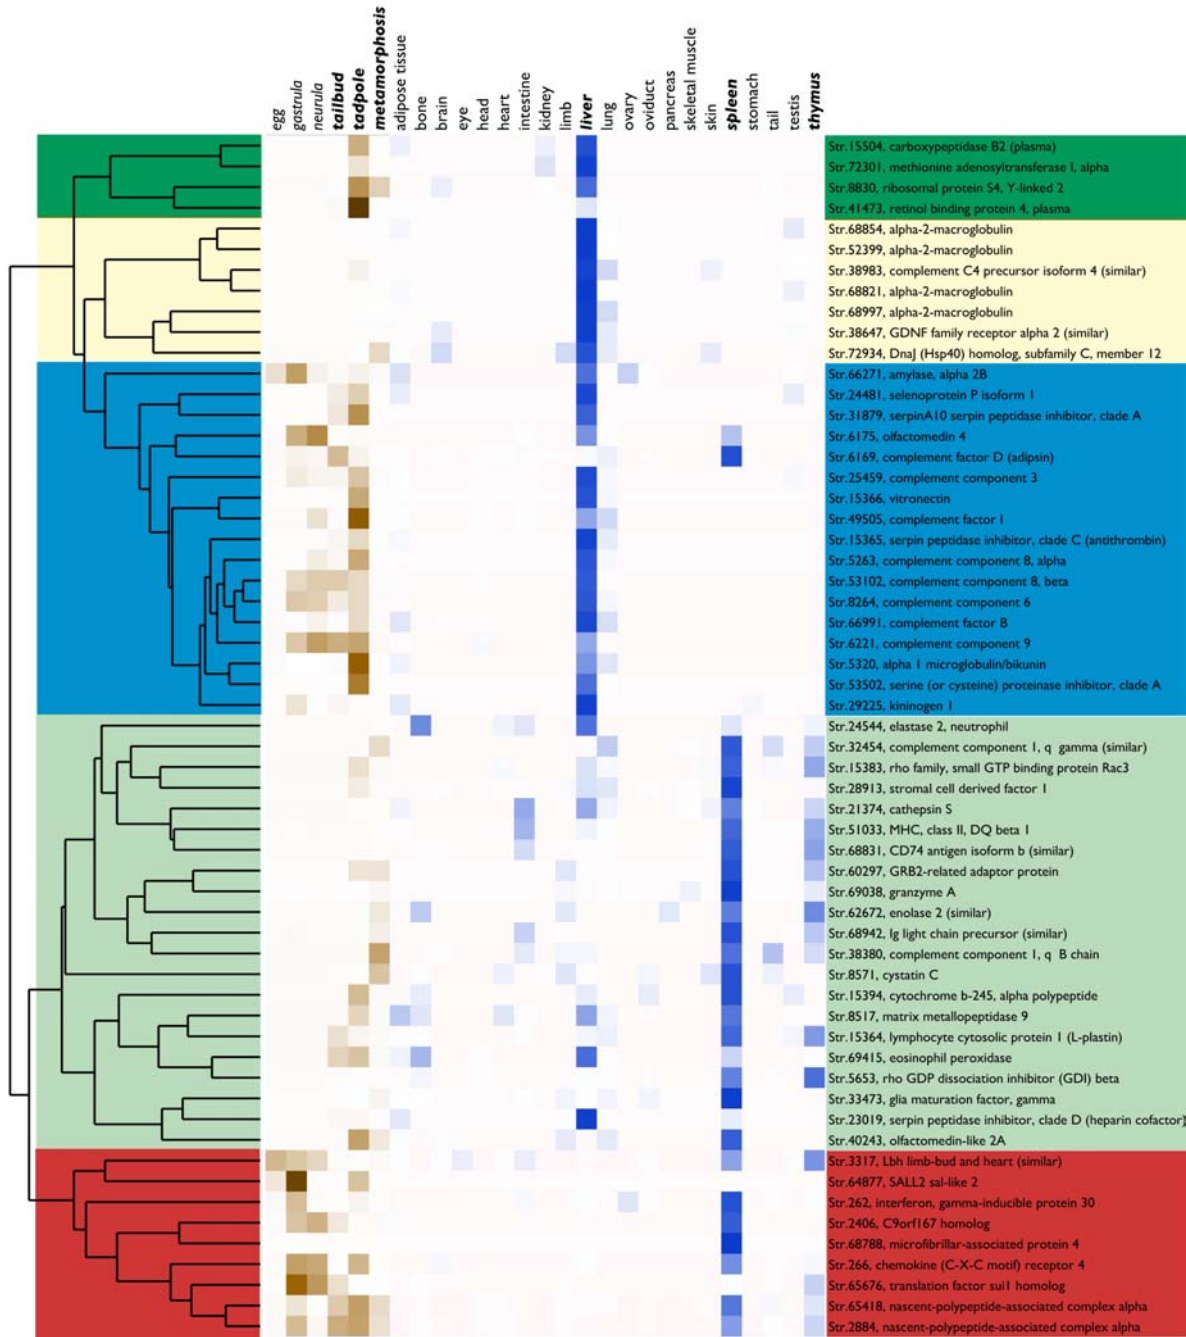 egg
gastrula
neurula
tailbud
tadpole
metamorphosis
adipose tissue
bone
brain
eye
head
heart
intestine
kidney
limb
liver
lung
ovary
oviduct
pancreas
skeletal muscle
skin
spleen
stomach
tail
testis
thymus
Str.15504, carboxypeptidase B2 (plasma)
Str.72301, methionine adenosyltransferase I, alpha
Str.8830, ribosomal protein S4, Y-linked 2
Str.41473, retinol binding protein 4, plasma
Str.68854, alpha-2-macroglobulin
Str.52399, alpha-2-macroglobulin
Str.38983, complement C4 precursor isoform 4 (similar)
Str.68821, alpha-2-macroglobulin
Str.68997, alpha-2-macroglobulin
Str.38647, GDNF family receptor alpha 2 (similar)
Str.72934, DnaJ (Hsp40) homolog, subfamily C, member 12
Str.66271, amylase, alpha 2B
Str.24481, selenoprotein P isoform 1
Str.31879, serpinA10 serpin peptidase inhibitor, clade A
Str.6175, olfactomedin 4
Str.6169, complement factor D (adipsin)
Str.25459, complement component 3
Str.15366, vitronectin
Str.49505, complement factor I
Str.15365, serpin peptidase inhibitor, clade C (antithrombin)
Str.5263, complement component 8, alpha
Str.53102, complement component 8, beta
Str.8264, complement component 6
Str.66991, complement factor B
Str.6221, complement component 9
Str.5320, alpha 1 microglobulin/bikunin
Str.53502, serine (or cysteine) proteinase inhibitor, clade A
Str.29225, kininogen 1
Str.24544, elastase 2, neutrophil
Str.32454, complement component 1, q gamma (similar)
Str.15383, rho family, small GTP binding protein Rac3
Str.28913, stromal cell derived factor 1
Str.21374, cathepsin S
Str.51033, MHC, class II, DQ beta 1
Str.68831, CD74 antigen isoform b (similar)
Str.60297, GRB2-related adaptor protein
Str.69038, granzyme A
Str.62672, enolase 2 (similar)
Str.68942, Ig light chain precursor (similar)
Str.38380, complement component 1, q B chain
Str.8571, cystatin C
Str.15394, cytochrome b-245, alpha polypeptide
Str.8517, matrix metallopeptidase 9
Str.15364, lymphocyte cytosolic protein 1 (L-plastin)
Str.69415, eosinophil peroxidase
Str.5653, rho GDP dissociation inhibitor (GDI) beta
Str.33473, glia maturation factor, gamma
Str.23019, serpin peptidase inhibitor, clade D (heparin cofactor)
Str.40243, olfactomedin-like 2A
Str.3317, Lbh limb-bud and heart (similar)
Str.64877, SALL2 sal-like 2
Str.262, interferon, gamma-inducible protein 30
Str.2406, C9orf167 homolog
Str.68788, microfibrillar-associated protein 4
Str.266, chemokine (C-X-C motif) receptor 4
Str.65676, translation factor sui1 homolog
Str.65418, nascent-polypeptide-associated complex alpha
Str.2884, nascent-polypeptide-associated complex alpha